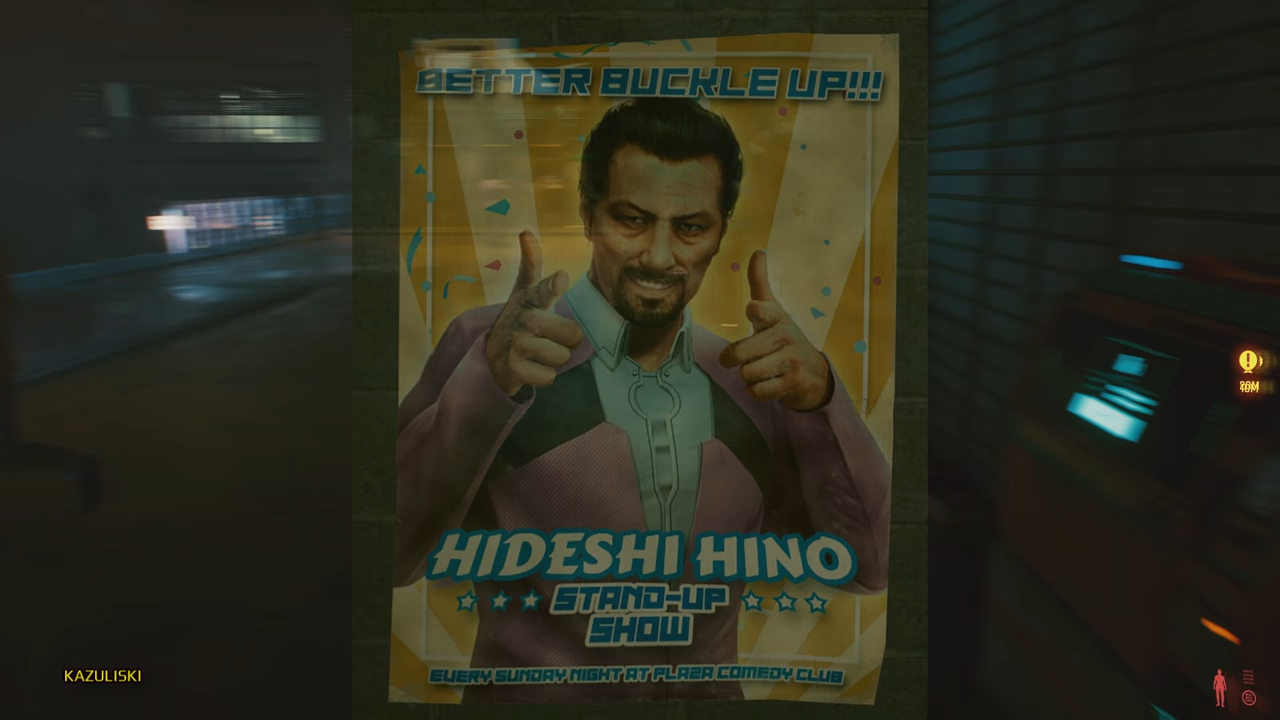 BETTER BUCKLE UP!!!
HIDESHI HINO
STAND-UP
SHOW
EVERY SUNDAY NIGHT AT PLAZA COMEDY CLUB
KAZULISKI